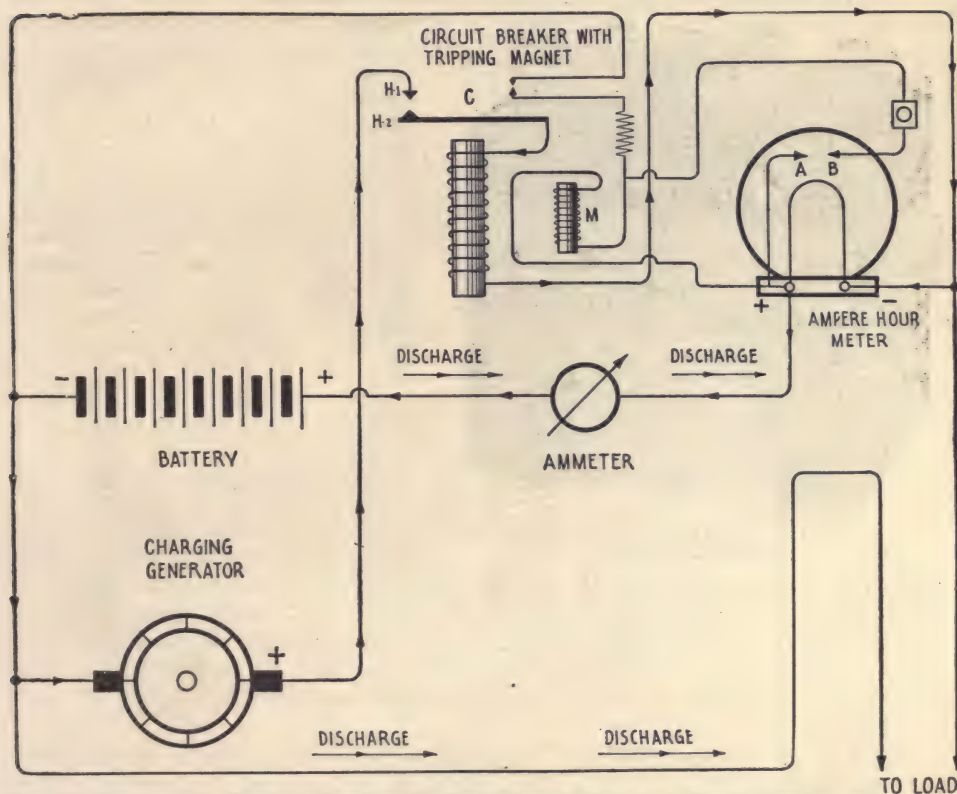 CIRCUIT BREAKER WITH
TRIPPING MAGNET
H-1
C
H-2
M
A B
+ -
AMPERE HOUR
METER
DISCHARGE
DISCHARGE
- +
BATTERY
AMMETER
CHARGING
GENERATOR
+
DISCHARGE
DISCHARGE
TO LOAD